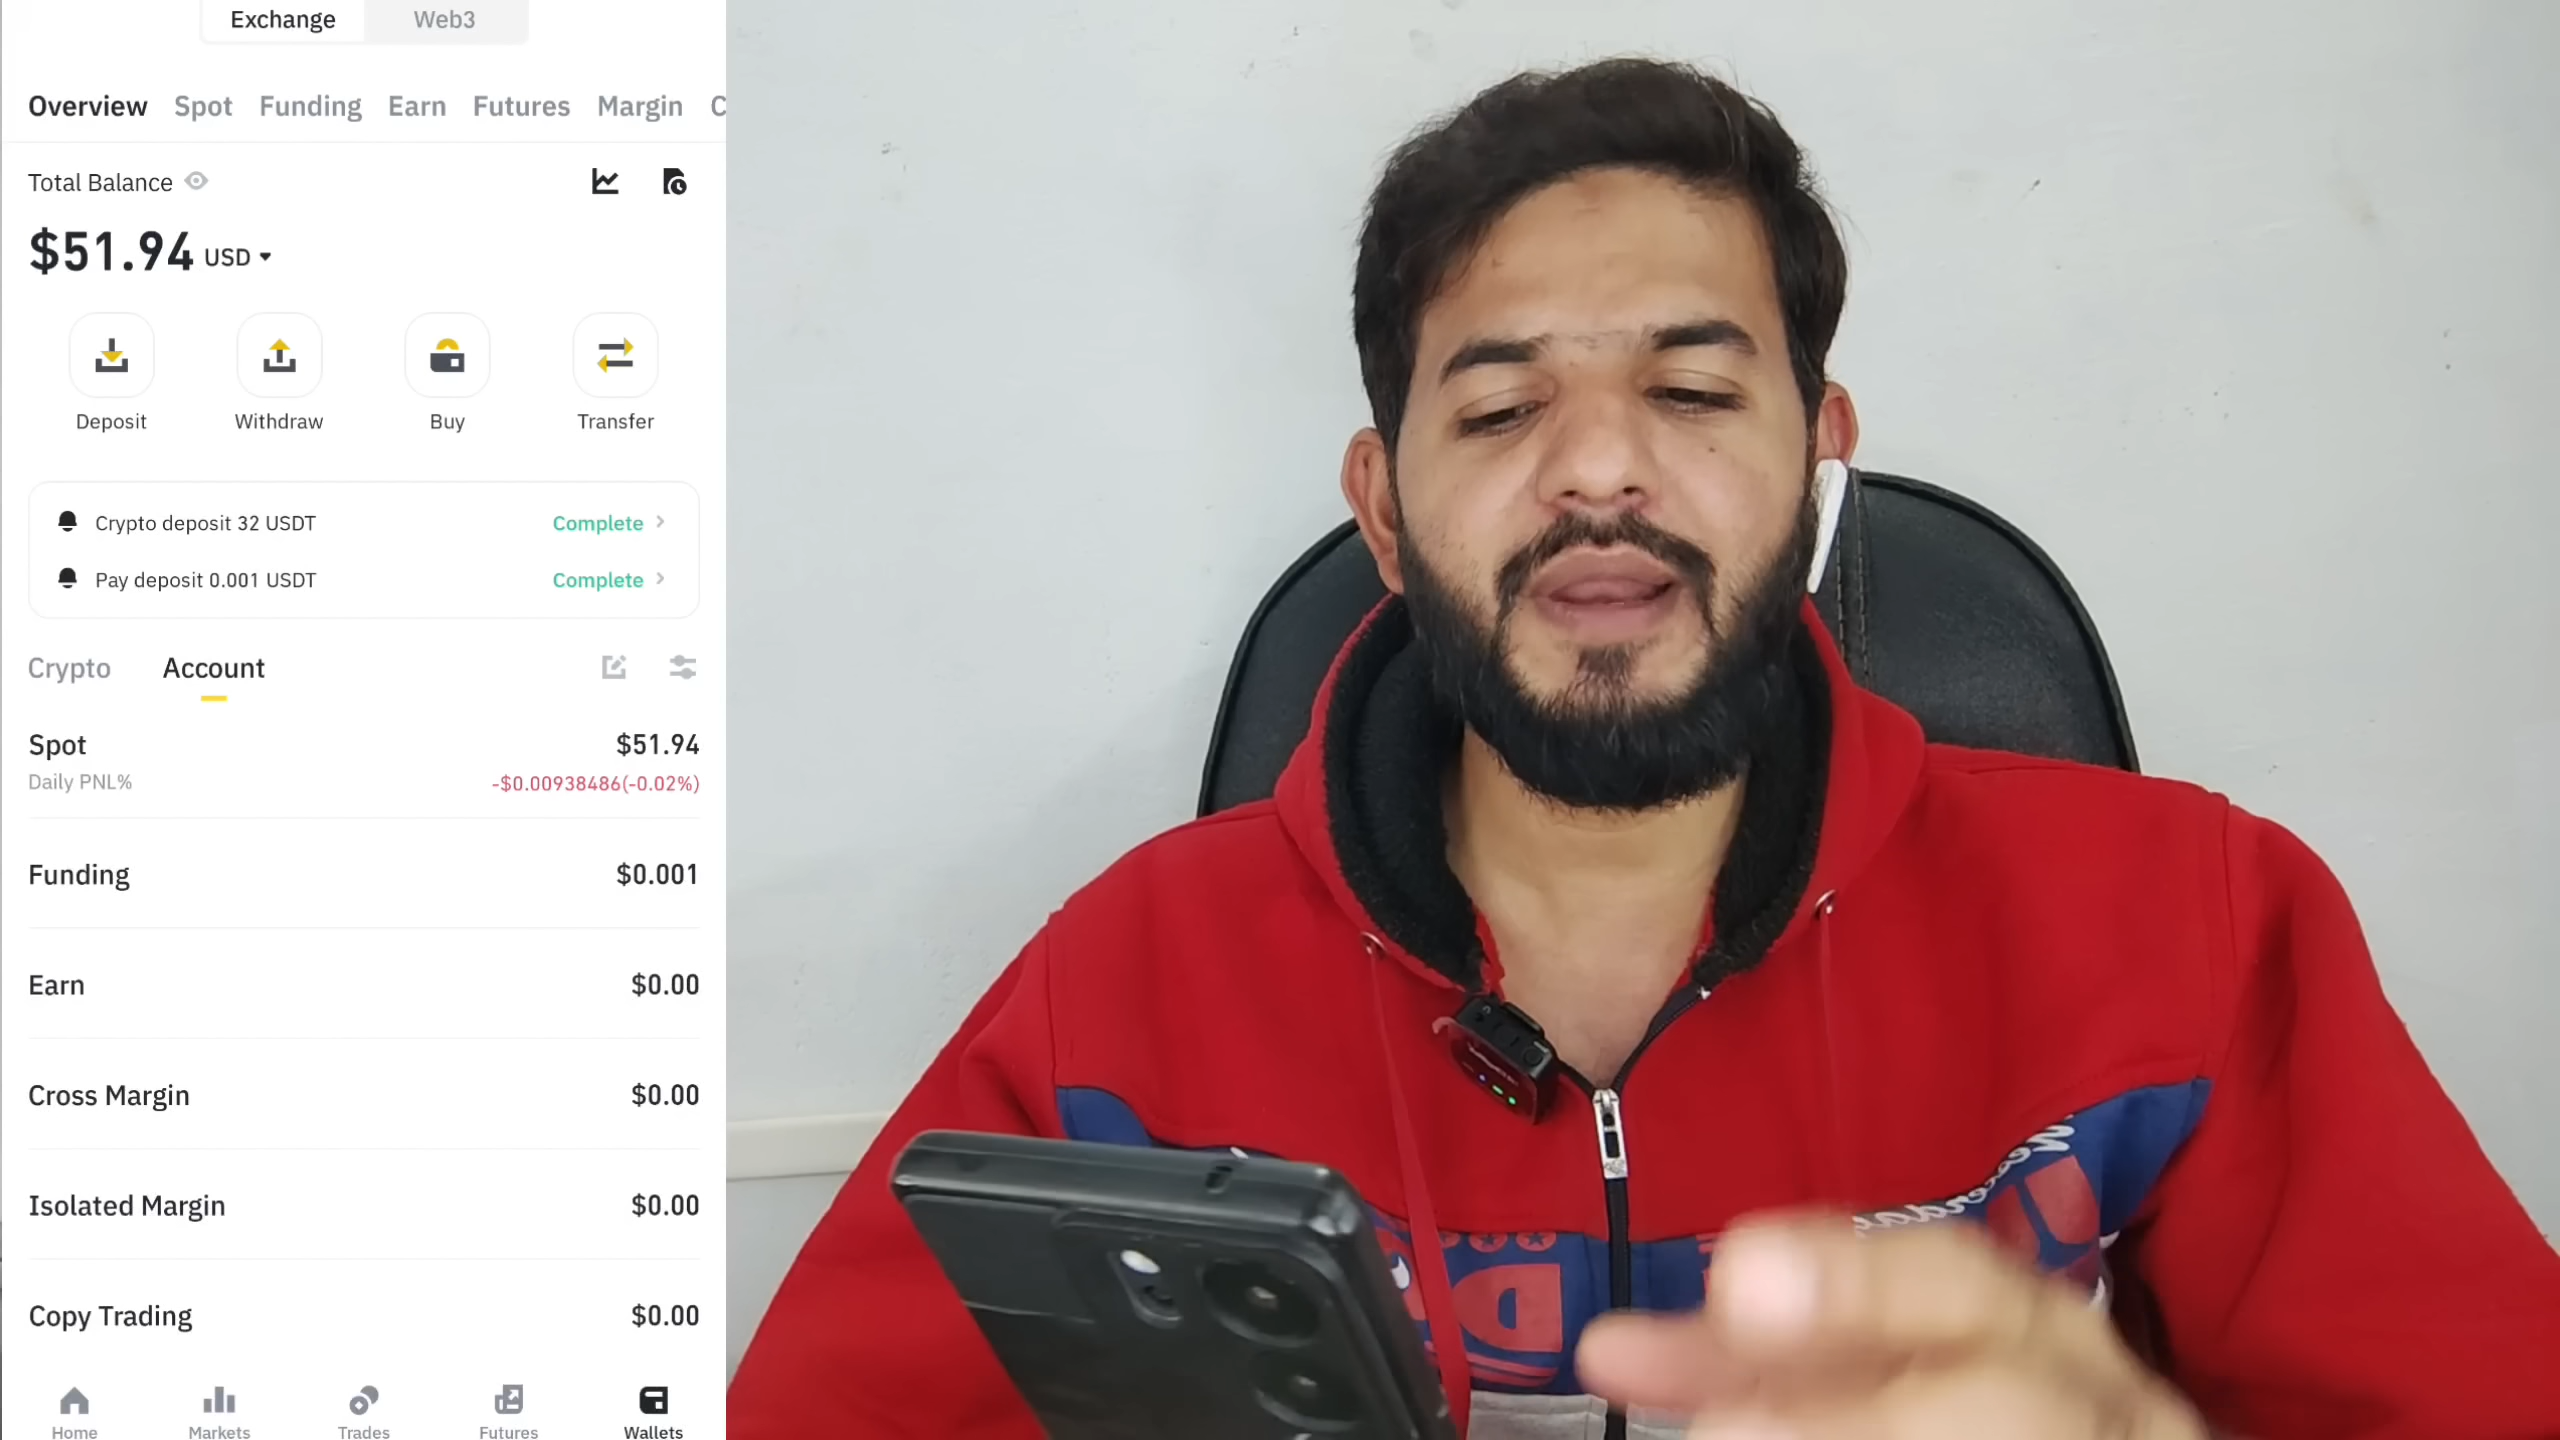 Exchange Web3
Overview Spot Funding Earn Futures Margin C
Total Balance
$51.94 USD
Deposit Withdraw Buy Transfer
Crypto deposit 32 USDT Complete
Pay deposit 0.001 USDT Complete
Crypto Account
Spot $51.94
Daily PNL% -$0.00938486(-0.02%)
Funding $0.001
Earn $0.00
Cross Margin $0.00
Isolated Margin $0.00
Copy Trading $0.00
Home Markets Trades Futures Wallets